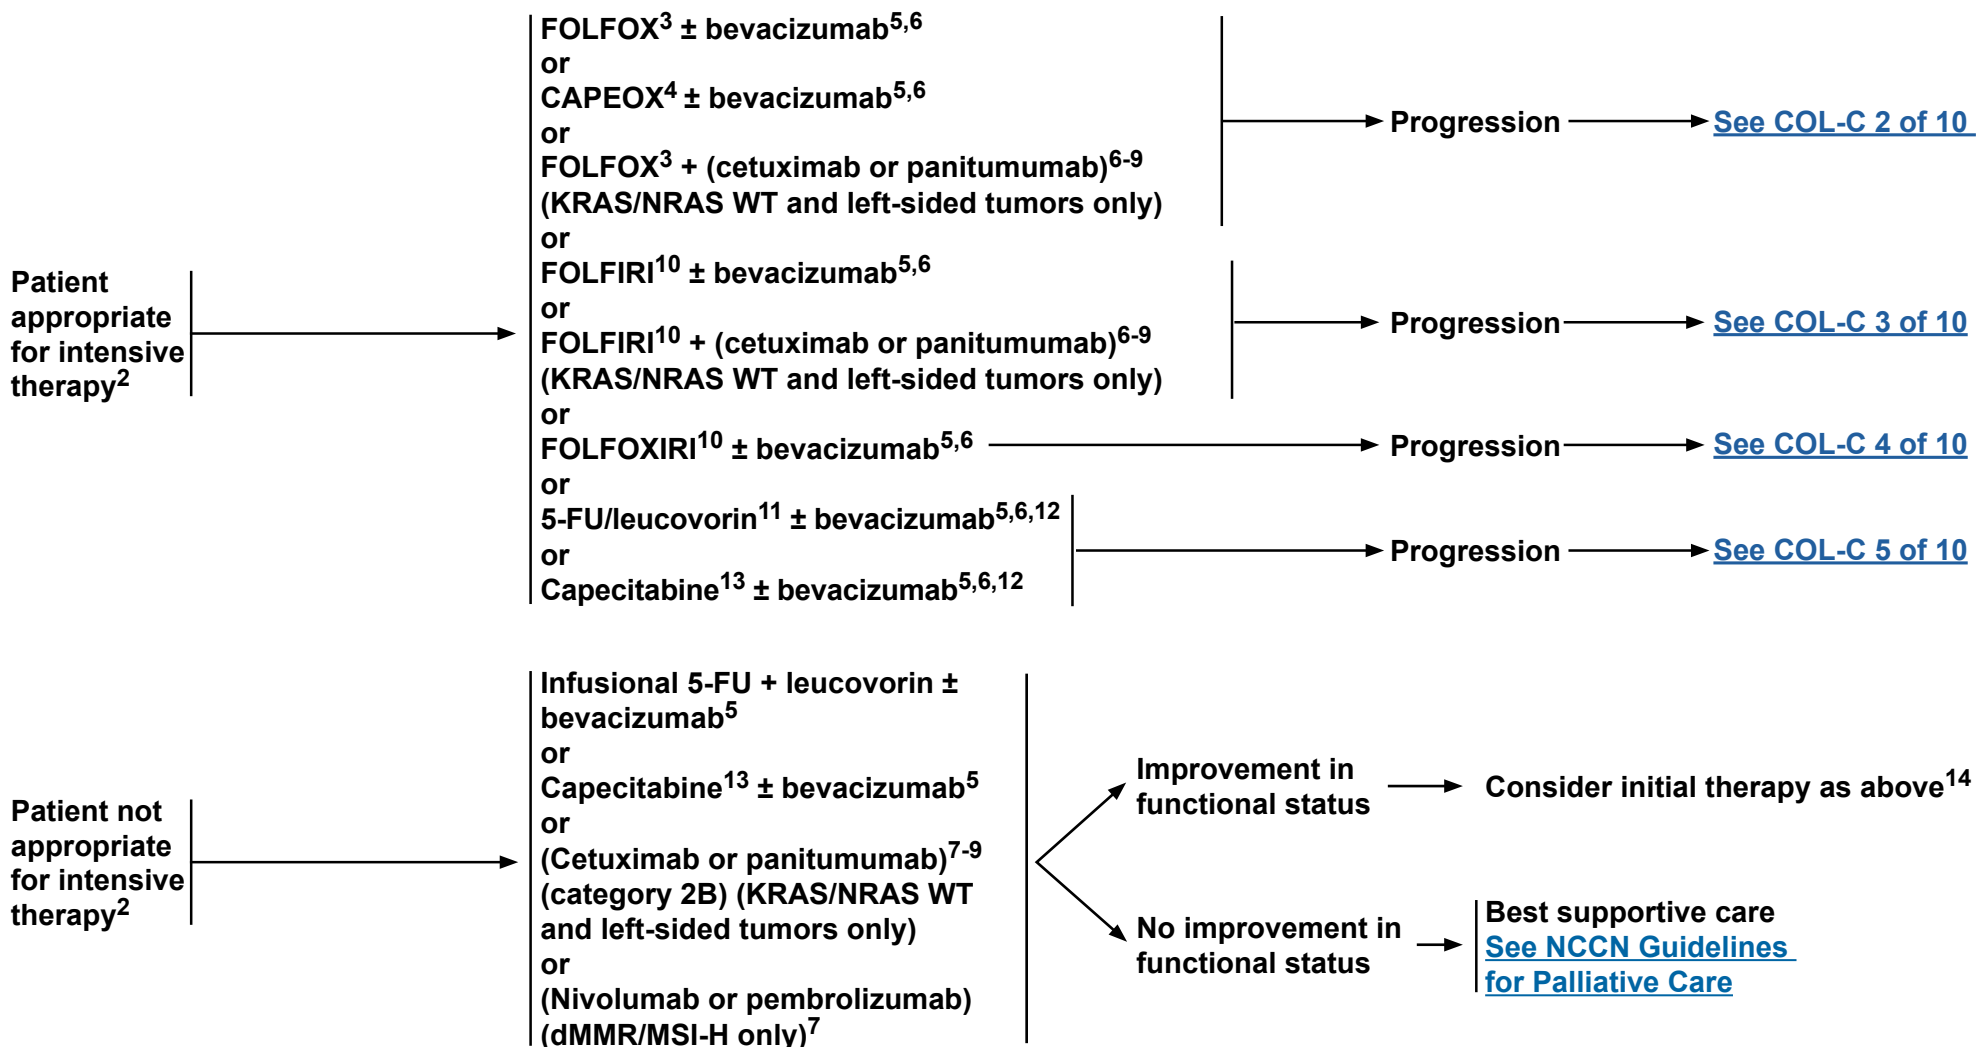 Patient
appropriate
for intensive
therapy2
FOLFOX3 ± bevacizumab5,6
or
CAPEOX4 ± bevacizumab5,6
or
FOLFOX3 + (cetuximab or panitumumab)6-9
(KRAS/NRAS WT and left-sided tumors only)
or
FOLFIRI10 ± bevacizumab5,6
or
FOLFIRI10 + (cetuximab or panitumumab)6-9
(KRAS/NRAS WT and left-sided tumors only)
or
FOLFOXIRI10 ± bevacizumab5,6
or
5-FU/leucovorin11 ± bevacizumab5,6,12
or
Capecitabine13 ± bevacizumab5,6,12
Progression
See COL-C 2 of 10
Progression
See COL-C 3 of 10
Progression
See COL-C 4 of 10
Progression
See COL-C 5 of 10
Patient not
appropriate
for intensive
therapy2
Infusional 5-FU + leucovorin ±
bevacizumab5
or
Capecitabine13 ± bevacizumab5
or
(Cetuximab or panitumumab)7-9
(category 2B) (KRAS/NRAS WT
and left-sided tumors only)
or
(Nivolumab or pembrolizumab)
(dMMR/MSI-H only)7
Improvement in
functional status
Consider initial therapy as above14
No improvement in
functional status
Best supportive care
See NCCN Guidelines
for Palliative Care